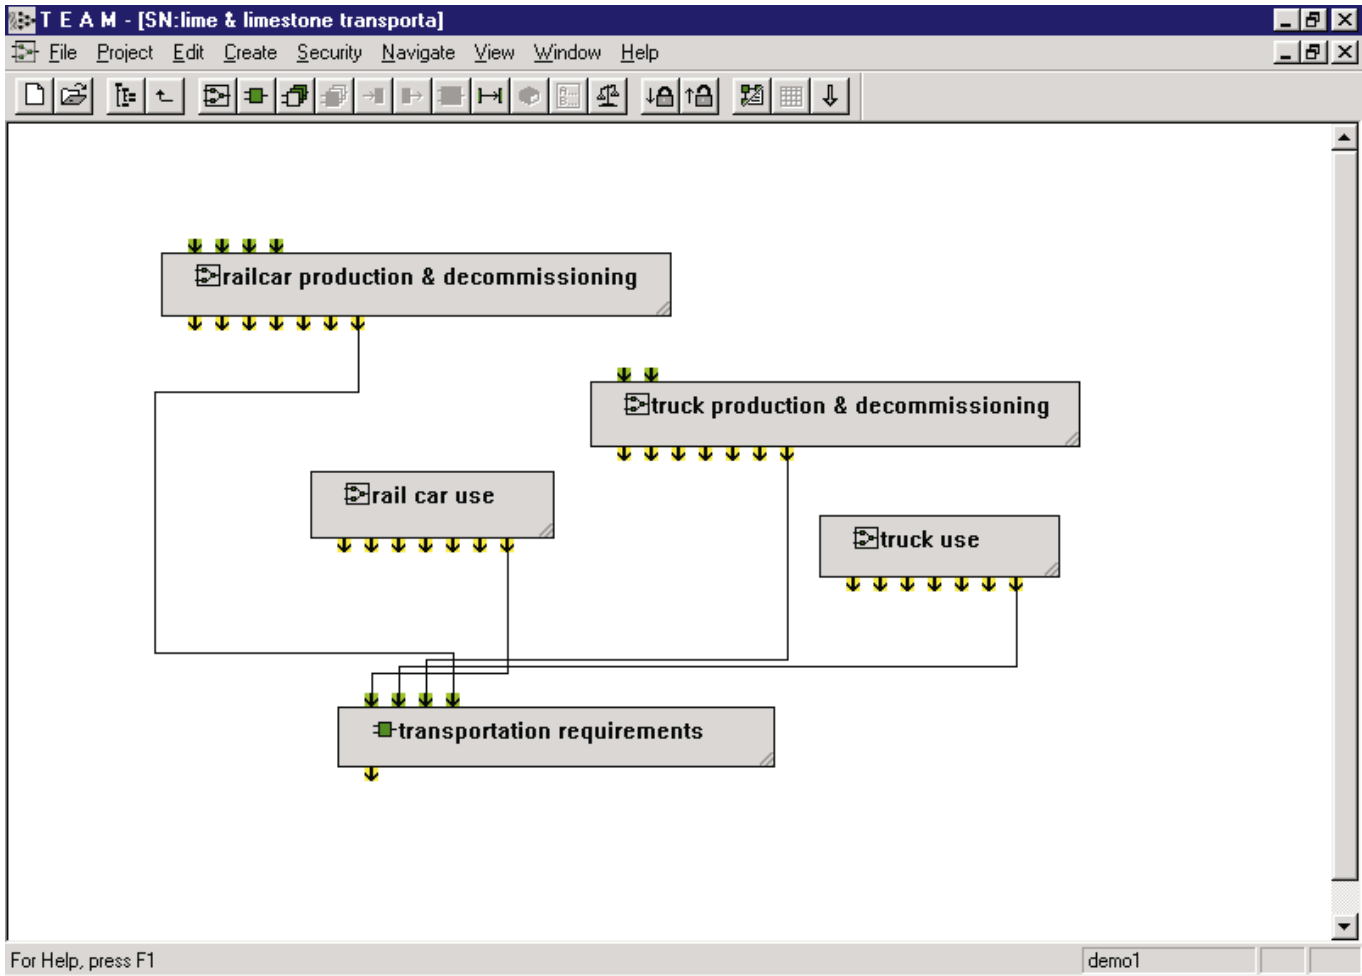 T E A M - [SN:lime & limestone transporta]
File Project Edit Create Security Navigate View Window Help
railcar production & decommissioning
truck production & decommissioning
rail car use
truck use
transportation requirements
For Help, press F1
demo1